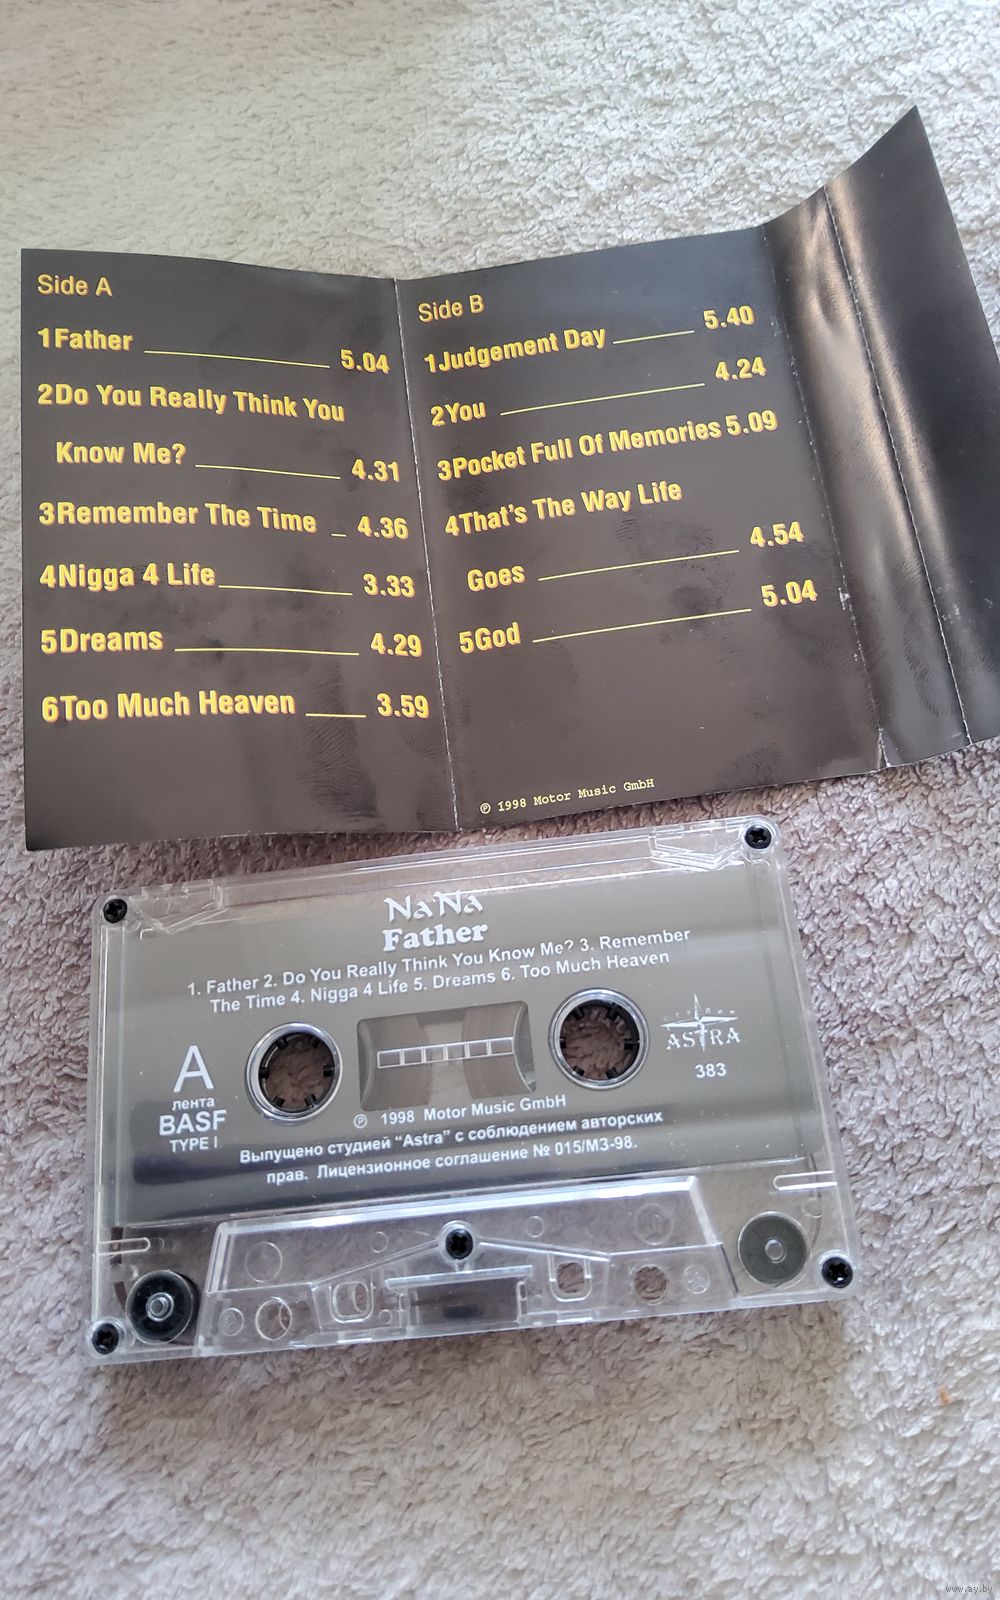 Side A
1Father 5.04
2Do You Really Think You
Know Me? 4.31
3Remember The Time 4.36
4Nigga 4 Life 3.33
5Dreams 4.29
6Too Much Heaven 3.59
Side B
1Judgement Day 5.40
2You 4.24
3Pocket Full Of Memories 5.09
4That's The Way Life
Goes 4.54
5God 5.04
℗ 1998 Motor Music GmbH
NaNa
Father
1. Father 2. Do You Really Think You Know Me? 3. Remember
The Time 4. Nigga 4 Life 5. Dreams 6. Too Much Heaven
A
лента
BASF
TYPE I
студия
ASTRA
383
℗ 1998 Motor Music GmbH
Выпущено студией "Astra" с соблюдением авторских
прав. Лицензионное соглашение № 015/МЗ-98.
www.ay.by